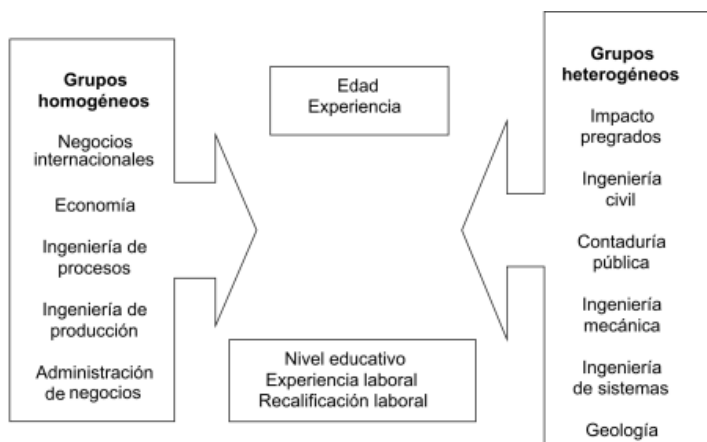 Grupos
homogéneos
Negocios
internacionales
Economía
Ingeniería de
procesos
Ingeniería de
producción
Administración
de negocios
Edad
Experiencia
Nivel educativo
Experiencia laboral
Recalificación laboral
Grupos
heterogéneos
Impacto
pregrados
Ingeniería
civil
Contaduría
pública
Ingeniería
mecánica
Ingeniería
de sistemas
Geología